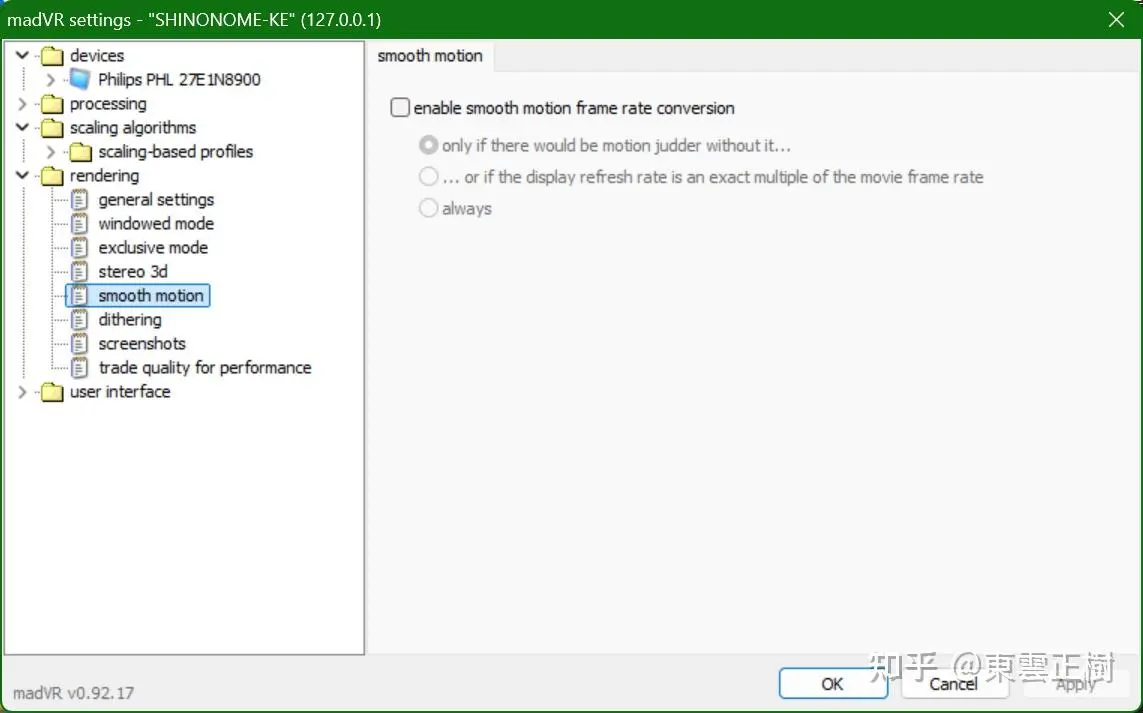 madVR settings - "SHINONOME-KE" (127.0.0.1)
devices
Philips PHL 27E1N8900
processing
scaling algorithms
scaling-based profiles
rendering
general settings
windowed mode
exclusive mode
stereo 3d
smooth motion
dithering
screenshots
trade quality for performance
user interface
smooth motion
enable smooth motion frame rate conversion
only if there would be motion judder without it...
... or if the display refresh rate is an exact multiple of the movie frame rate
always
madVR v0.92.17
OK
Cancel
Apply
知乎 @東雲正樹